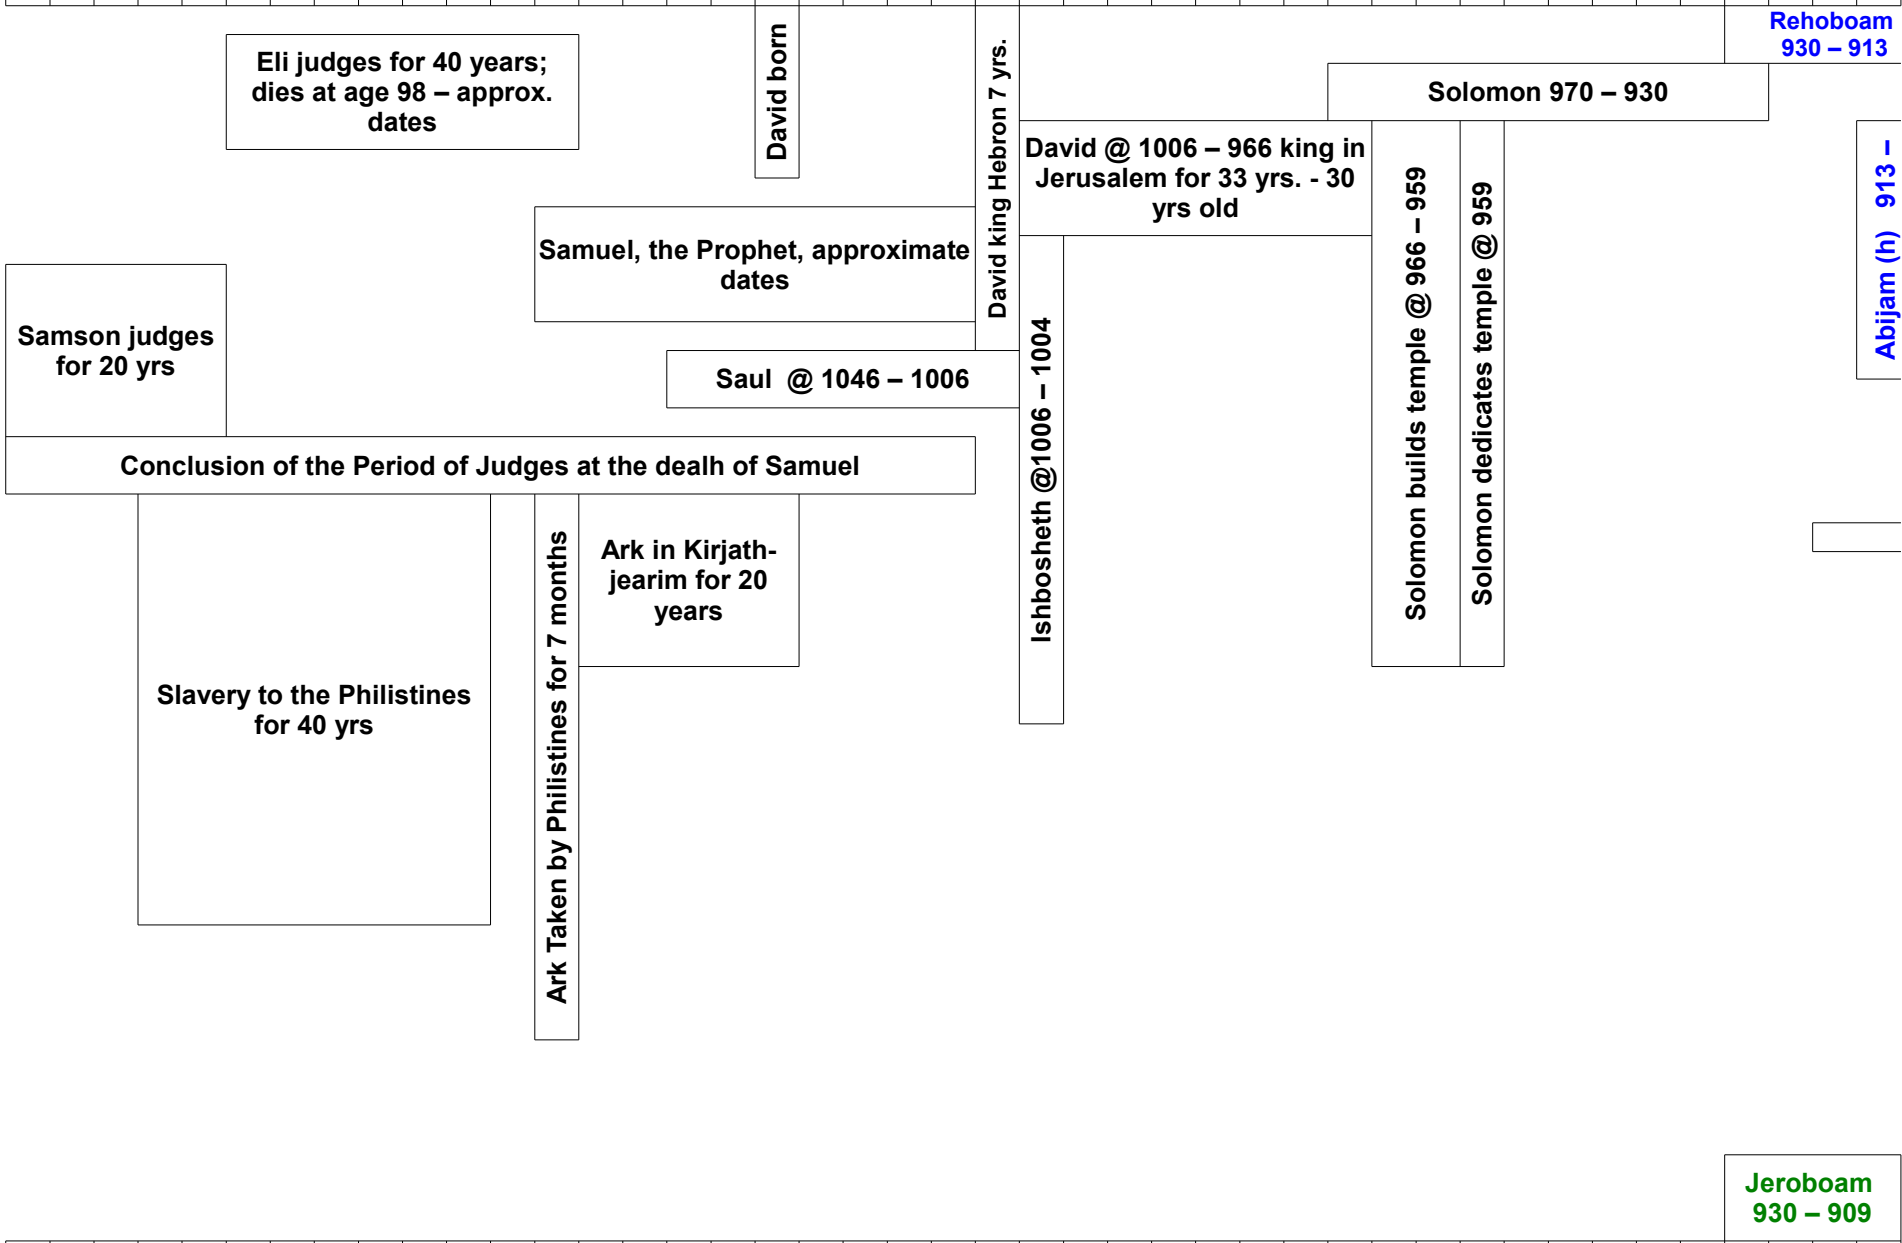 Rehoboam
930 – 913
Eli judges for 40 years;
dies at age 98 – approx.
dates
David born
David king Hebron 7 yrs.
Solomon 970 – 930
David @ 1006 – 966 king in
Jerusalem for 33 yrs. - 30
yrs old
Solomon builds temple @ 966 – 959
Solomon dedicates temple @ 959
Abijam (h) 913 –
Samuel, the Prophet, approximate
dates
Samson judges
for 20 yrs
Saul @ 1046 – 1006
Ishbosheth @1006 – 1004
Conclusion of the Period of Judges at the dealh of Samuel
Slavery to the Philistines
for 40 yrs
Ark Taken by Philistines for 7 months
Ark in Kirjath-
jearim for 20
years
Jeroboam
930 – 909